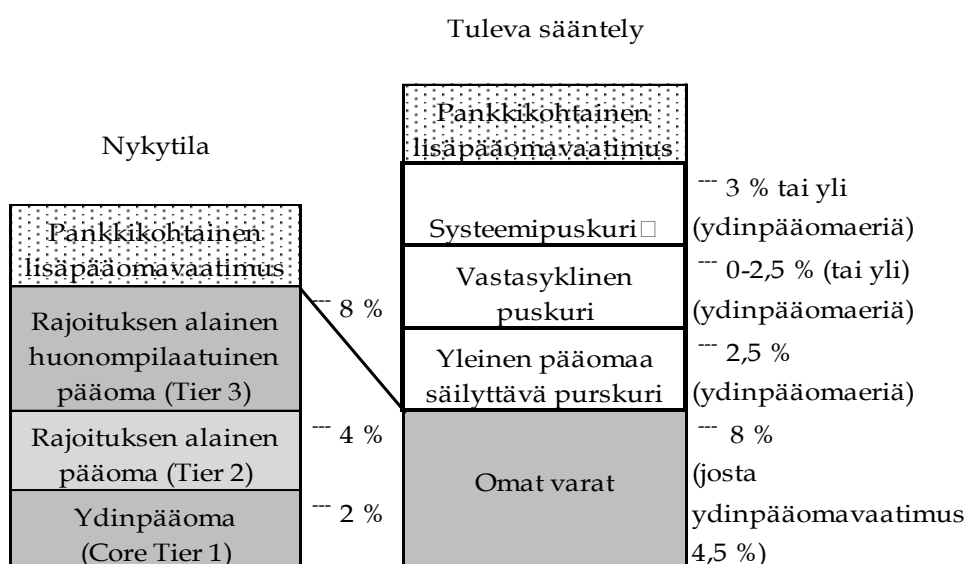 Tuleva sääntely
Nykytila
Pankkikohtainen
lisäpääomavaatimus
Rajoituksen alainen
huonompilaatuinen
pääoma (Tier 3)
Rajoituksen alainen
pääoma (Tier 2)
Ydinpääoma
(Core Tier 1)
--- 8 %
--- 4 %
--- 2 %
Pankkikohtainen
lisäpääomavaatimus
Systeemipuskuri□
Vastasyklinen
puskuri
Yleinen pääomaa
säilyttävä purskuri
Omat varat
--- 3 % tai yli
(ydinpääomaeriä)
--- 0-2,5 % (tai yli)
(ydinpääomaeriä)
--- 2,5 %
(ydinpääomaeriä)
--- 8 %
(josta
ydinpääomavaatimus
4,5 %)